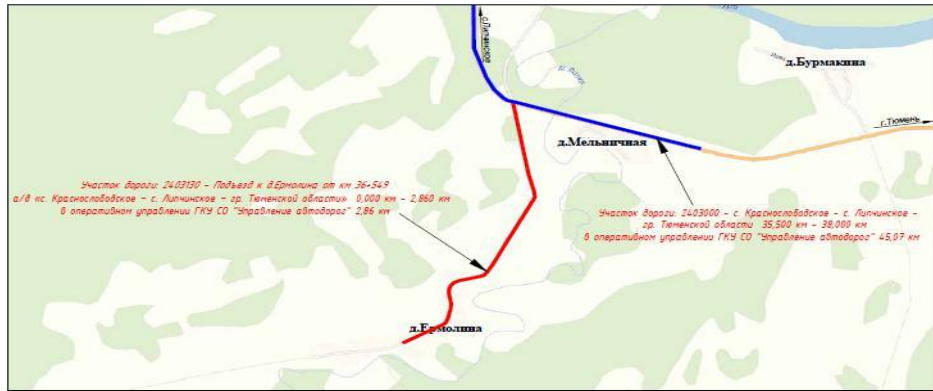 с.Липчинское
д.Бурмакина
г.Тюмень
д.Мельничная
Участок дороги: 2403130 - Подъезд к д.Ермолина от км 36+549
а/д «с. Краснослободское - с. Липчинское - гр. Тюменской области» 0,000 км - 2,860 км
в оперативном управлении ГКУ СО "Управление автодорог" 2,86 км
Участок дороги: 2403000 - с. Краснослободское - с. Липчинское -
гр. Тюменской области 35,500 км - 38,000 км
в оперативном управлении ГКУ СО "Управление автодорог" 45,07 км
д.Ермолина